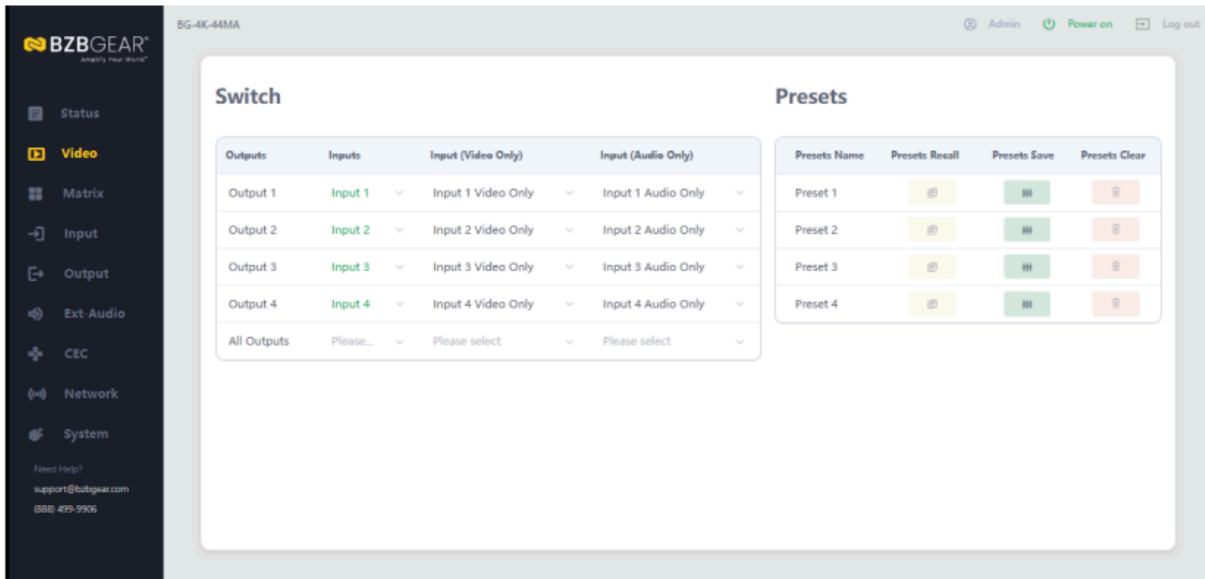 BG-4K-44MA
Admin
Power on
Log out
BZBGEAR®
Amplify Your World™
Status
Video
Matrix
Input
Output
Ext-Audio
CEC
Network
System
Need Help?
support@bzbgear.com
(888) 499-9906
Switch
Outputs Inputs Input (Video Only) Input (Audio Only)
Output 1 Input 1 Input 1 Video Only Input 1 Audio Only
Output 2 Input 2 Input 2 Video Only Input 2 Audio Only
Output 3 Input 3 Input 3 Video Only Input 3 Audio Only
Output 4 Input 4 Input 4 Video Only Input 4 Audio Only
All Outputs Please... Please select Please select
Presets
Presets Name Presets Recall Presets Save Presets Clear
Preset 1
Preset 2
Preset 3
Preset 4